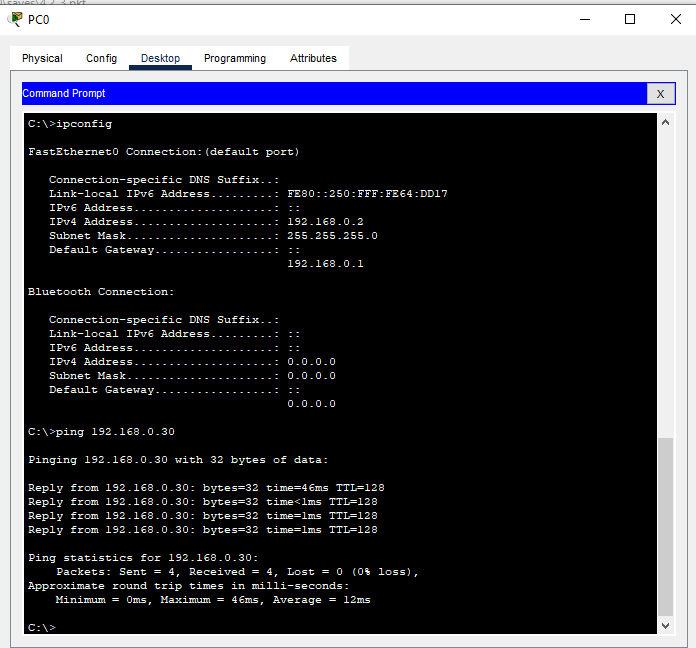 PC0
Physical Config Desktop Programming Attributes
Command Prompt X
C:\>ipconfig
FastEthernet0 Connection:(default port)
Connection-specific DNS Suffix..:
Link-local IPv6 Address.........: FE80::250:FFF:FE64:DD17
IPv6 Address....................: ::
IPv4 Address....................: 192.168.0.2
Subnet Mask.....................: 255.255.255.0
Default Gateway.................: ::
192.168.0.1
Bluetooth Connection:
Connection-specific DNS Suffix..:
Link-local IPv6 Address.........: ::
IPv6 Address....................: ::
IPv4 Address....................: 0.0.0.0
Subnet Mask.....................: 0.0.0.0
Default Gateway.................: ::
0.0.0.0
C:\>ping 192.168.0.30
Pinging 192.168.0.30 with 32 bytes of data:
Reply from 192.168.0.30: bytes=32 time=46ms TTL=128
Reply from 192.168.0.30: bytes=32 time<1ms TTL=128
Reply from 192.168.0.30: bytes=32 time=1ms TTL=128
Reply from 192.168.0.30: bytes=32 time=1ms TTL=128
Ping statistics for 192.168.0.30:
Packets: Sent = 4, Received = 4, Lost = 0 (0% loss),
Approximate round trip times in milli-seconds:
Minimum = 0ms, Maximum = 46ms, Average = 12ms
C:\>